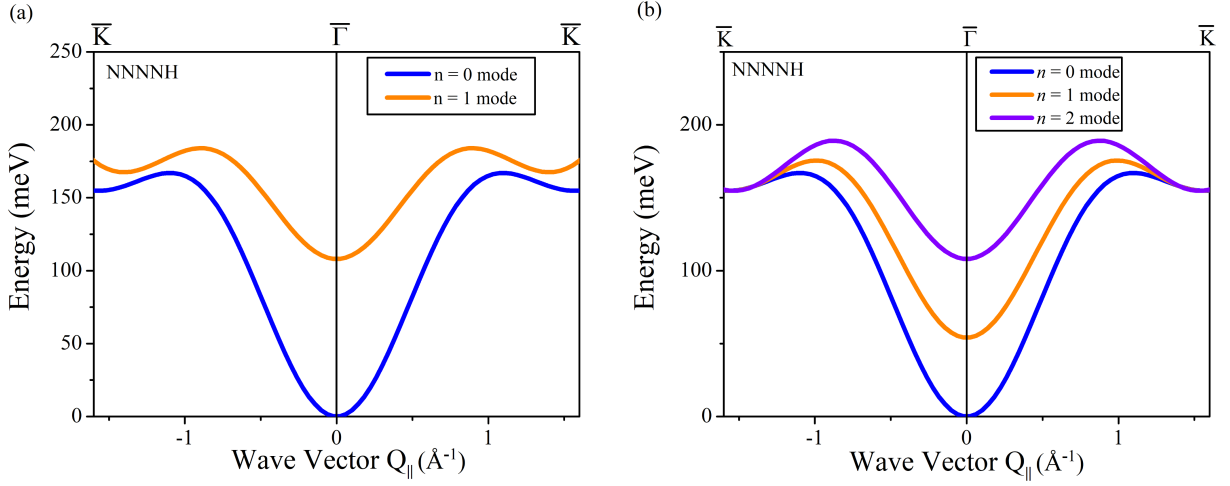 (a)
K̅ Γ̅ K̅
250
200
150
100
50
0
NNNNH
n = 0 mode
n = 1 mode
Energy (meV)
-1 0 1
Wave Vector Q|| (Å-1)
(b)
K̅ Γ̅ K̅
200
100
0
NNNNH
n = 0 mode
n = 1 mode
n = 2 mode
Energy (meV)
-1 0 1
Wave Vector Q|| (Å-1)